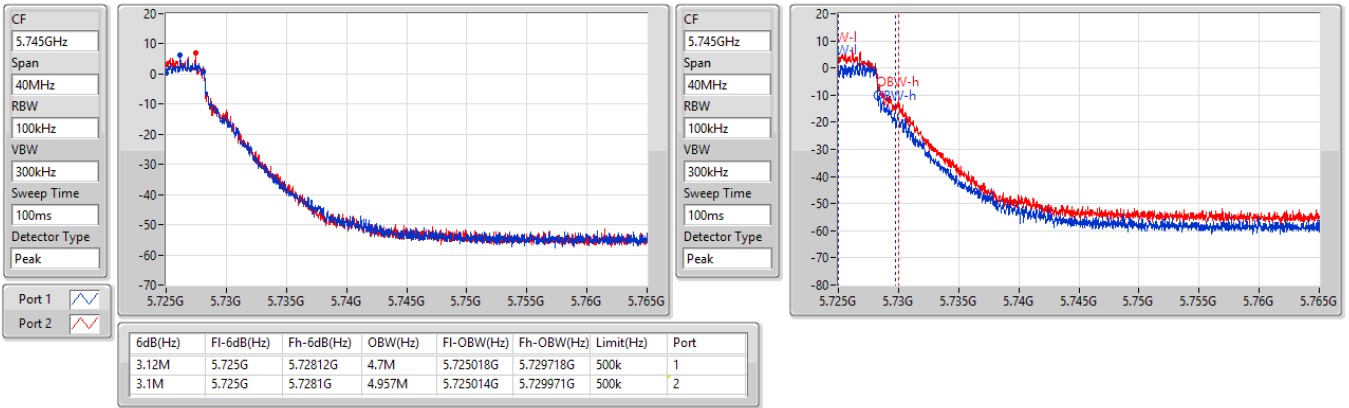 CF
5.745GHz
Span
40MHz
RBW
100kHz
VBW
300kHz
Sweep Time
100ms
Detector Type
Peak
Port 1
Port 2
20
10
0
-10
-20
-30
-40
-50
-60
-70
5.725G 5.73G 5.735G 5.74G 5.745G 5.75G 5.755G 5.76G 5.765G
CF
5.745GHz
Span
40MHz
RBW
100kHz
VBW
300kHz
Sweep Time
100ms
Detector Type
Peak
20
10
0
-10
-20
-30
-40
-50
-60
-70
-80
W-l
W-l
OBW-h
OBW-h
5.725G 5.73G 5.735G 5.74G 5.745G 5.75G 5.755G 5.76G 5.765G
6dB(Hz) Fl-6dB(Hz) Fh-6dB(Hz) OBW(Hz) Fl-OBW(Hz) Fh-OBW(Hz) Limit(Hz) Port
3.12M 5.725G 5.72812G 4.7M 5.725018G 5.729718G 500k 1
3.1M 5.725G 5.7281G 4.957M 5.725014G 5.729971G 500k 2